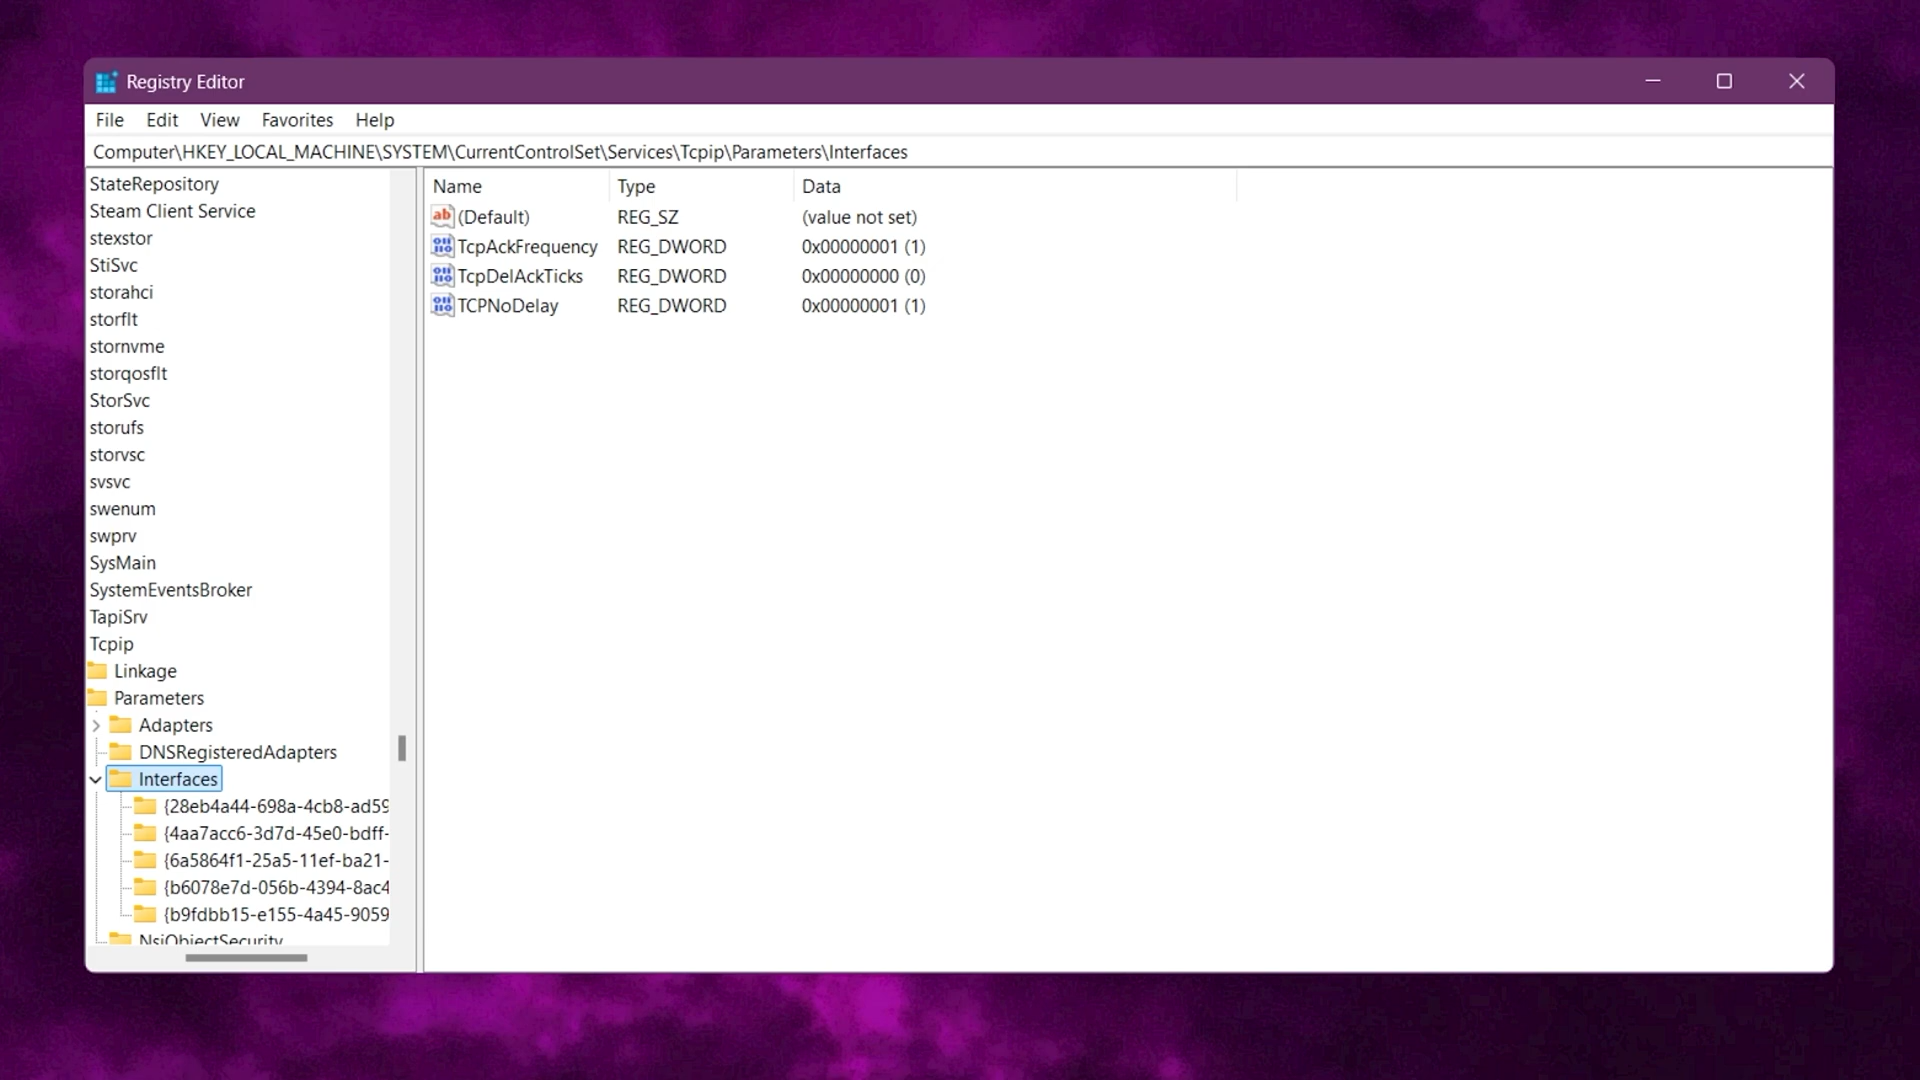 Registry Editor
File Edit View Favorites Help
Computer\HKEY_LOCAL_MACHINE\SYSTEM\CurrentControlSet\Services\Tcpip\Parameters\Interfaces
StateRepository
Steam Client Service
stexstor
StiSvc
storahci
storflt
stornvme
storqosflt
StorSvc
storufs
storvsc
svsvc
swenum
swprv
SysMain
SystemEventsBroker
TapiSrv
Tcpip
Linkage
Parameters
Adapters
DNSRegisteredAdapters
Interfaces
{28eb4a44-698a-4cb8-ad59
{4aa7acc6-3d7d-45e0-bdff-
{6a5864f1-25a5-11ef-ba21-
{b6078e7d-056b-4394-8ac4
{b9fdbb15-e155-4a45-9059
NsiObjectSecurity
Name Type Data
(Default) REG_SZ (value not set)
TcpAckFrequency REG_DWORD 0x00000001 (1)
TcpDelAckTicks REG_DWORD 0x00000000 (0)
TCPNoDelay REG_DWORD 0x00000001 (1)